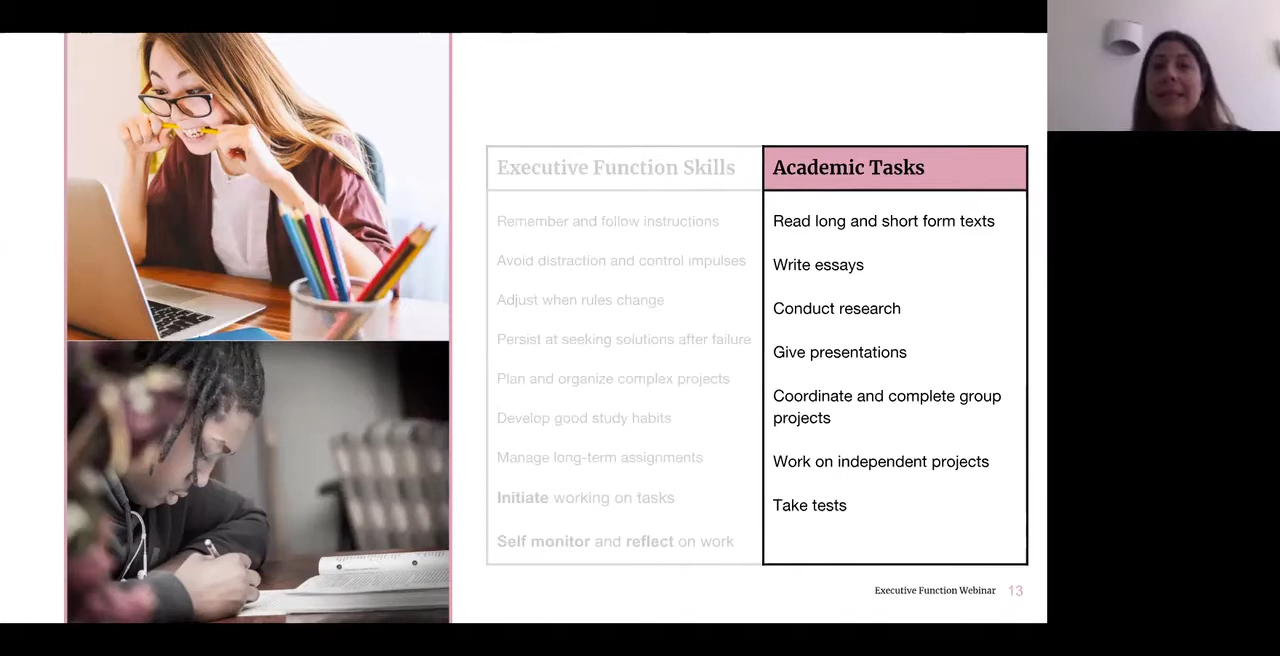 Executive Function Skills
Remember and follow instructions
Avoid distraction and control impulses
Adjust when rules change
Persist at seeking solutions after failure
Plan and organize complex projects
Develop good study habits
Manage long-term assignments
Initiate working on tasks
Self monitor and reflect on work
Academic Tasks
Read long and short form texts
Write essays
Conduct research
Give presentations
Coordinate and complete group
projects
Work on independent projects
Take tests
Executive Function Webinar 13